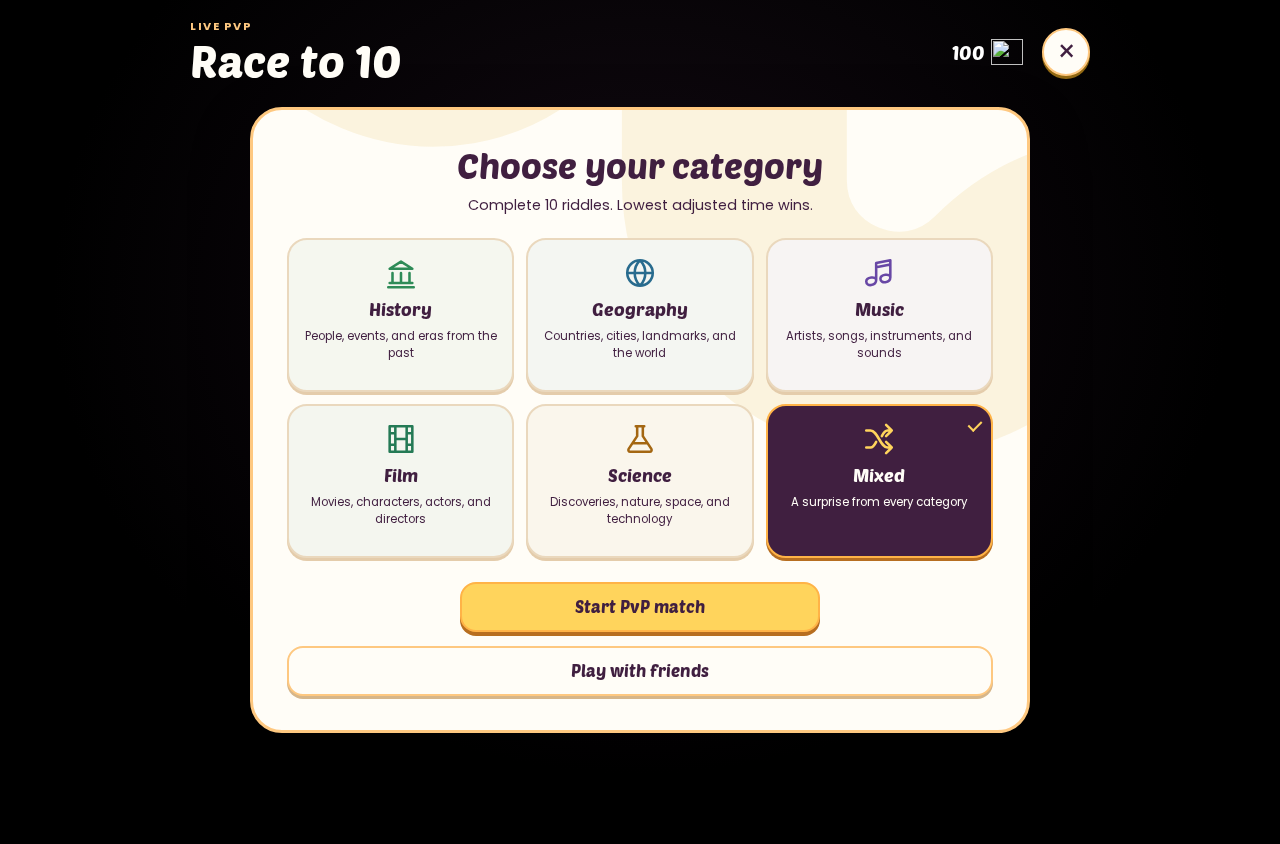 LIVE PVP
Race to 10
100
Choose your category
Complete 10 riddles. Lowest adjusted time wins.
History
People, events, and eras from the
past
Geography
Countries, cities, landmarks, and
the world
Music
Artists, songs, instruments, and
sounds
Film
Movies, characters, actors, and
directors
Science
Discoveries, nature, space, and
technology
Mixed
A surprise from every category
Start PvP match
Play with friends